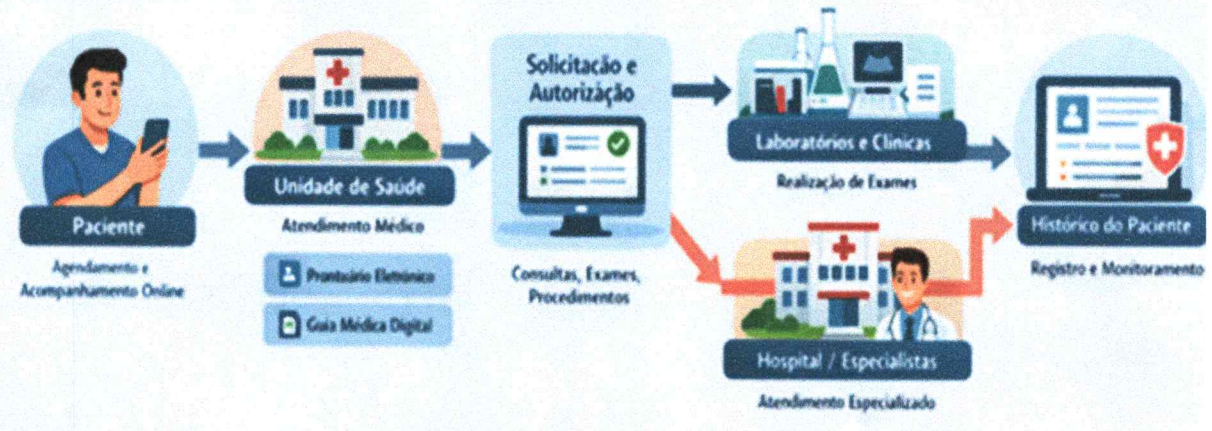 Paciente
Agendamento e
Acompanhamento Online
Unidade de Saúde
Atendimento Médico
Prontuário Eletrônico
Guia Médica Digital
Solicitação e
Autorização
Consultas, Exames,
Procedimentos
Laboratórios e Clínicas
Realização de Exames
Hospital / Especialistas
Atendimento Especializado
Histórico do Paciente
Registro e Monitoramento